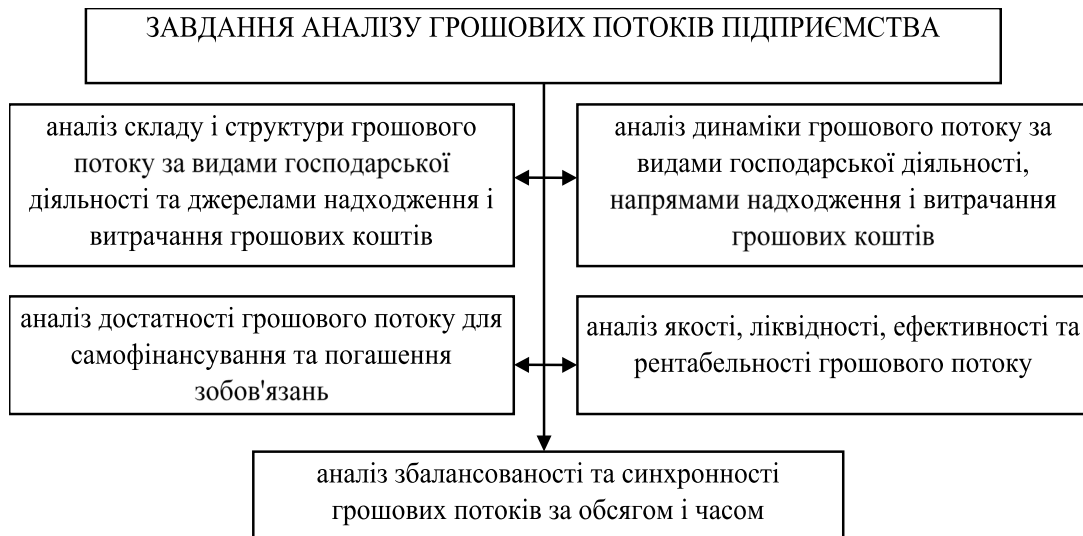 ЗАВДАННЯ АНАЛІЗУ ГРОШОВИХ ПОТОКІВ ПІДПРИЄМСТВА
аналіз складу і структури грошового
потоку за видами господарської
діяльності та джерелами надходження і
витрачання грошових коштів
аналіз динаміки грошового потоку за
видами господарської діяльності,
напрямами надходження і витрачання
грошових коштів
аналіз достатності грошового потоку для
самофінансування та погашення
зобов'язань
аналіз якості, ліквідності, ефективності та
рентабельності грошового потоку
аналіз збалансованості та синхронності
грошових потоків за обсягом і часом